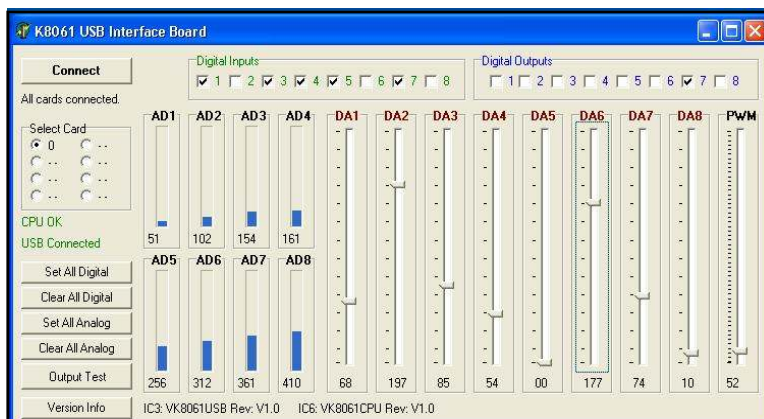 K8061 USB Interface Board
Connect
All cards connected.
Select Card
0 ..
.. ..
.. ..
.. ..
CPU OK
USB Connected
Set All Digital
Clear All Digital
Set All Analog
Clear All Analog
Output Test
Version Info
Digital Inputs
1 2 3 4 5 6 7 8
Digital Outputs
1 2 3 4 5 6 7 8
AD1 AD2 AD3 AD4 DA1 DA2 DA3 DA4 DA5 DA6 DA7 DA8 PWM
51 102 154 161
AD5 AD6 AD7 AD8
256 312 361 410 68 197 85 54 00 177 74 10 52
IC3: VK8061USB Rev: V1.0 IC6: VK8061CPU Rev: V1.0